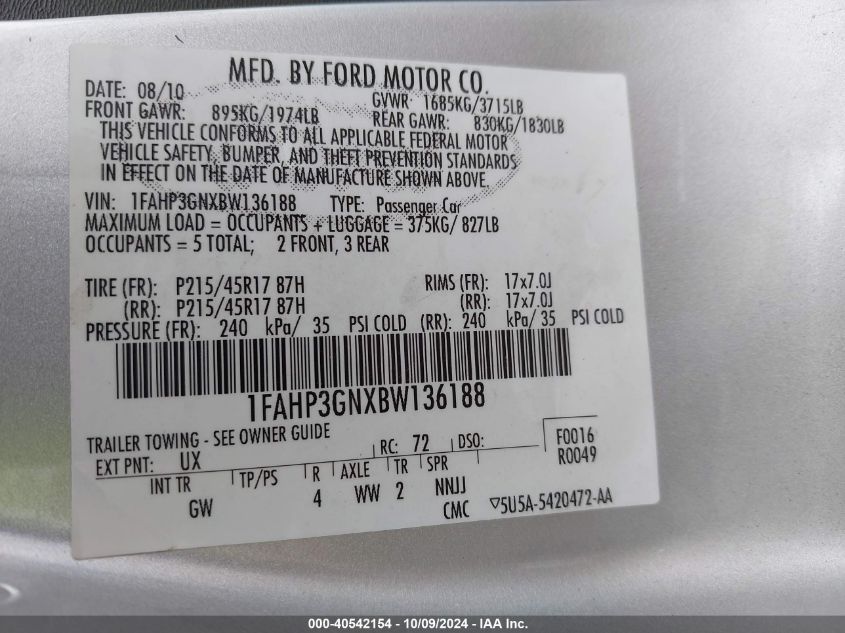 MFD. BY FORD MOTOR CO.
DATE: 08/10 GVWR: 1685KG/3715LB
FRONT GAWR: 895KG/1974LB REAR GAWR: 830KG/1830LB
THIS VEHICLE CONFORMS TO ALL APPLICABLE FEDERAL MOTOR
VEHICLE SAFETY, BUMPER, AND THEFT PREVENTION STANDARDS
IN EFFECT ON THE DATE OF MANUFACTURE SHOWN ABOVE.
VIN: 1FAHP3GNXBW136188 TYPE: Passenger Car
MAXIMUM LOAD = OCCUPANTS + LUGGAGE = 375KG/ 827LB
OCCUPANTS = 5 TOTAL; 2 FRONT, 3 REAR
TIRE (FR): P215/45R17 87H RIMS (FR): 17x7.0J
(RR): P215/45R17 87H (RR): 17x7.0J
PRESSURE (FR): 240 kPa/ 35 PSI COLD (RR): 240 kPa/ 35 PSI COLD
1FAHP3GNXBW136188
TRAILER TOWING - SEE OWNER GUIDE
EXT PNT: UX RC: 72 DSO: F0016
R0049
INT TR TP/PS R AXLE TR SPR
GW 4 WW 2 NNJJ
CMC ▽5U5A-5420472-AA
000-40542154 - 10/09/2024 - IAA Inc.